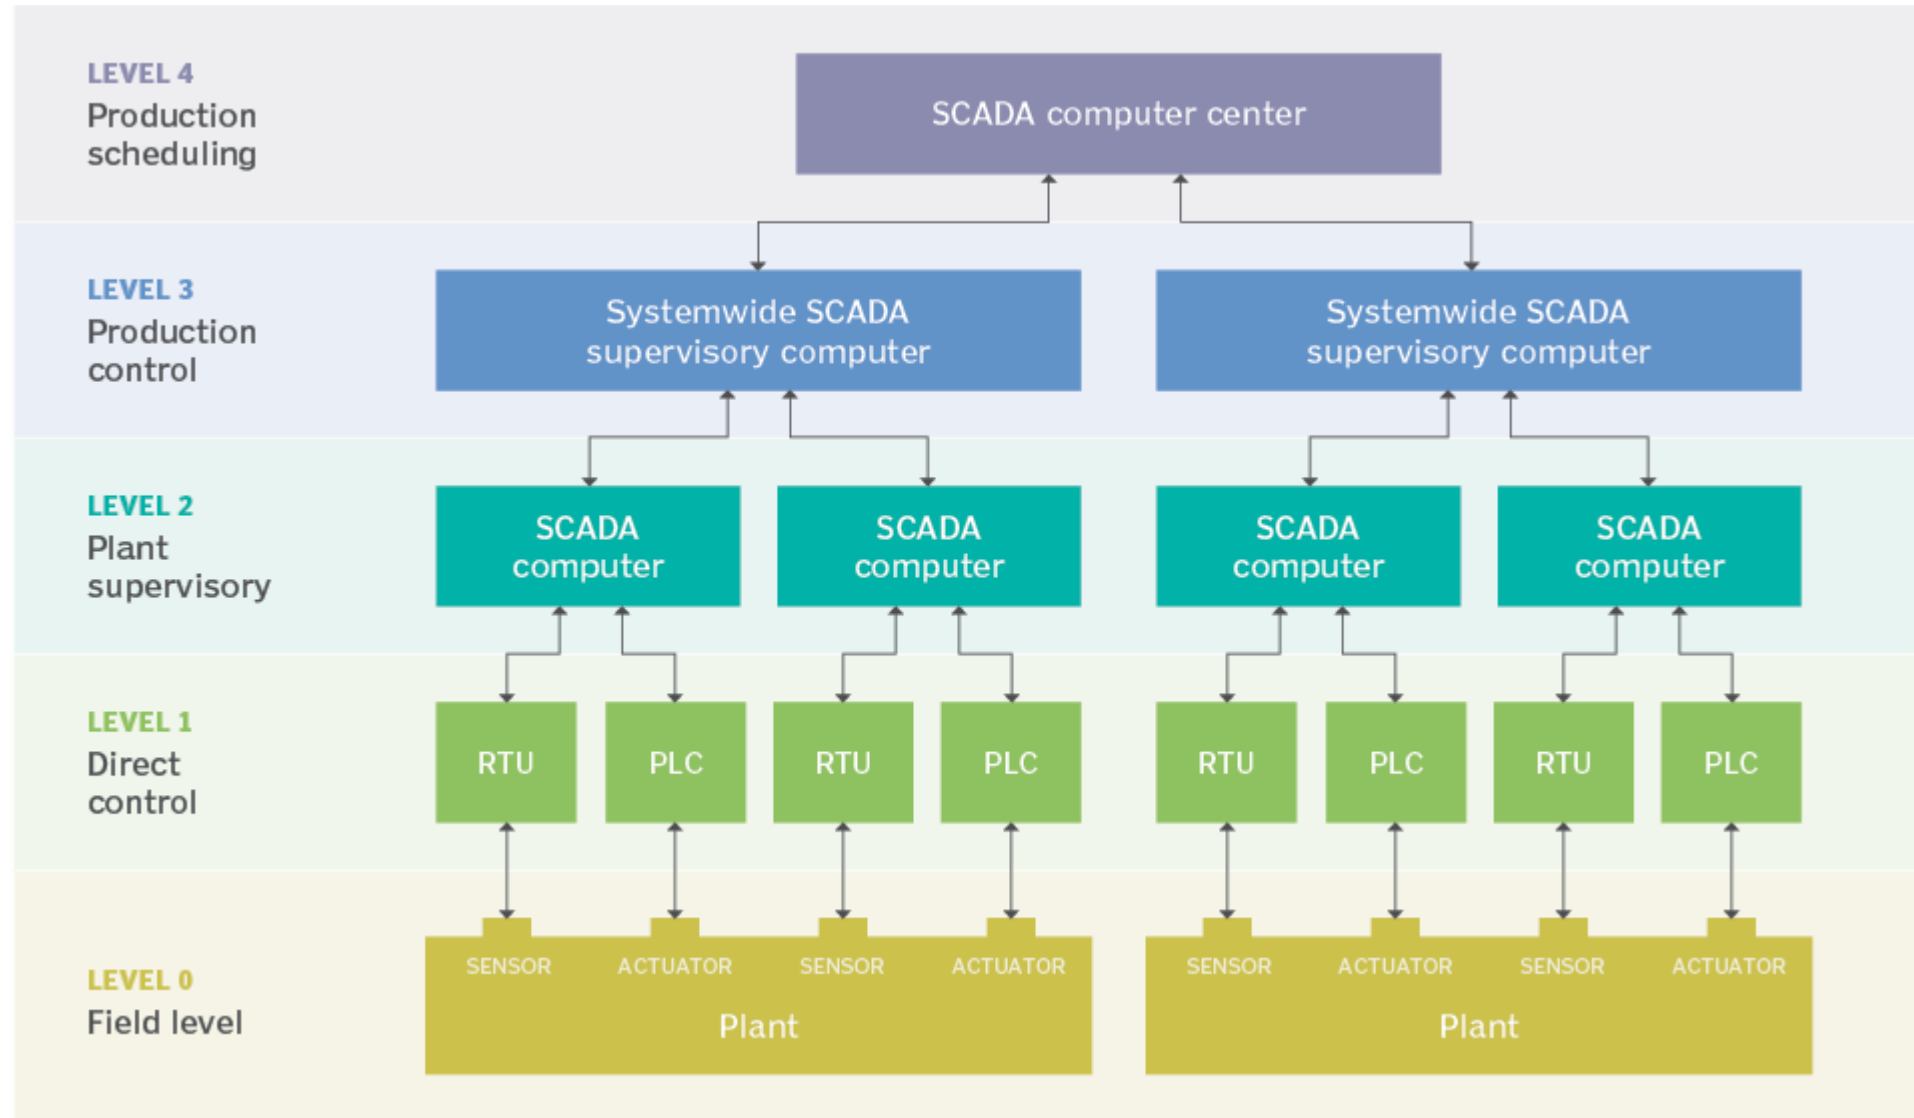 LEVEL 4
Production
scheduling
SCADA computer center
LEVEL 3
Production
control
Systemwide SCADA
supervisory computer
Systemwide SCADA
supervisory computer
LEVEL 2
Plant
supervisory
SCADA
computer
SCADA
computer
SCADA
computer
SCADA
computer
LEVEL 1
Direct
control
RTU
PLC
RTU
PLC
RTU
PLC
RTU
PLC
LEVEL 0
Field level
SENSOR
ACTUATOR
SENSOR
ACTUATOR
Plant
SENSOR
ACTUATOR
SENSOR
ACTUATOR
Plant